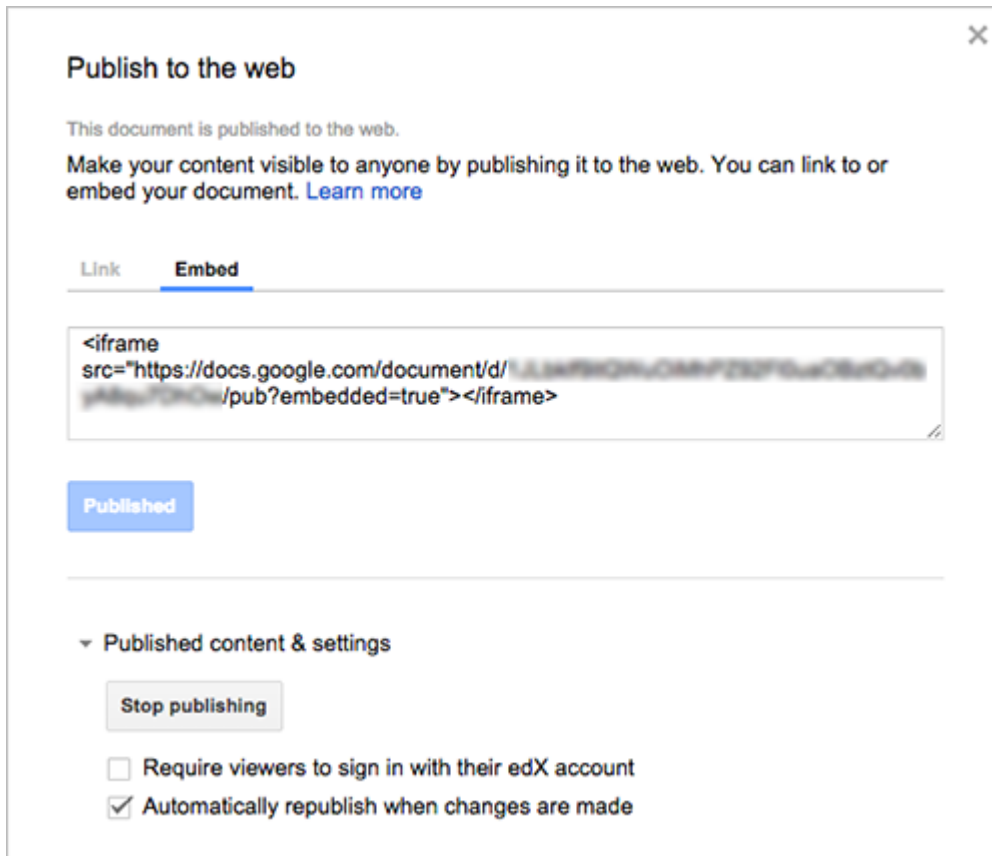 Publish to the web
This document is published to the web.
Make your content visible to anyone by publishing it to the web. You can link to or
embed your document. Learn more
Link Embed
<iframe
src="https://docs.google.com/document/d/
/pub?embedded=true"></iframe>
Published
Published content & settings
Stop publishing
Require viewers to sign in with their edX account
Automatically republish when changes are made